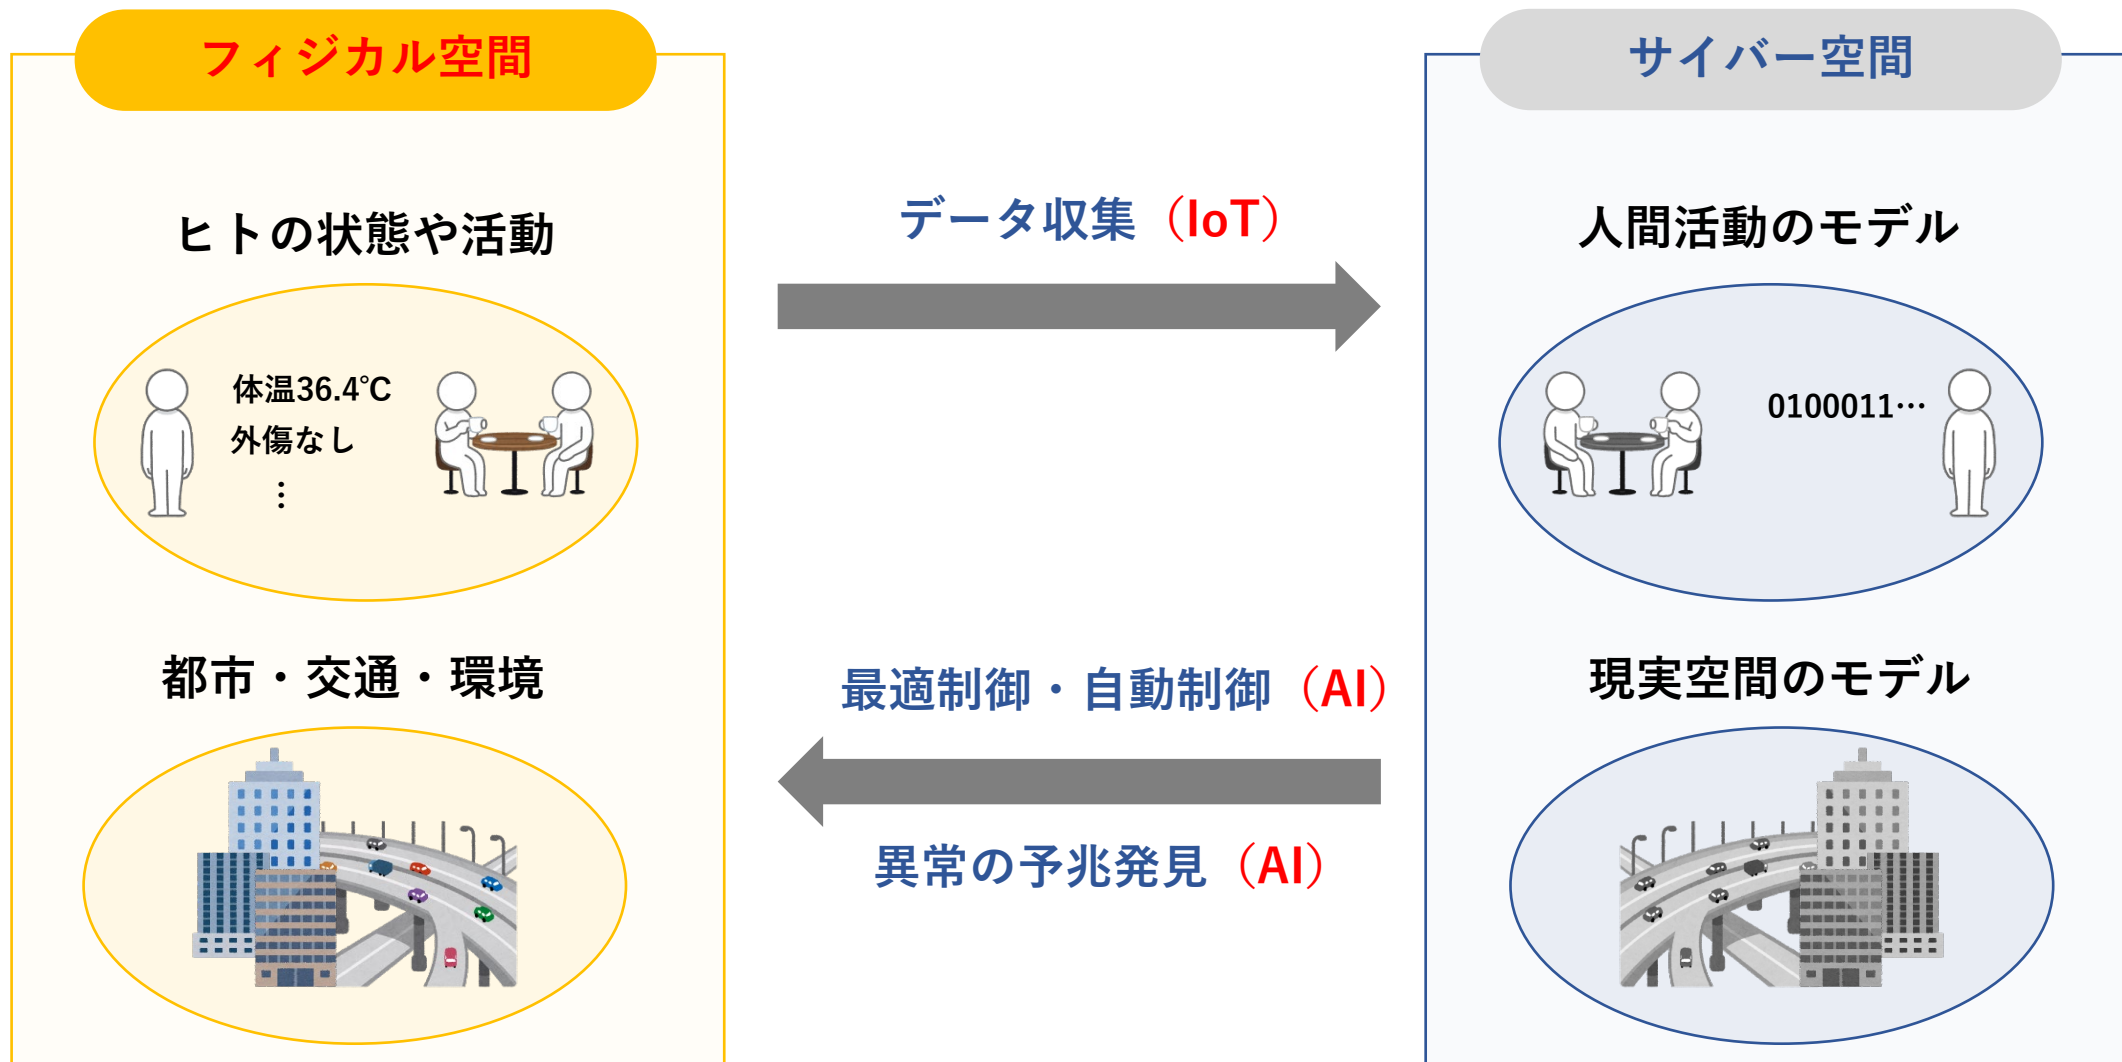 フィジカル空間
ヒトの状態や活動
体温36.4℃
外傷なし
⋮
都市・交通・環境
データ収集（IoT）
最適制御・自動制御（AI）
異常の予兆発見（AI）
サイバー空間
人間活動のモデル
0100011…
現実空間のモデル